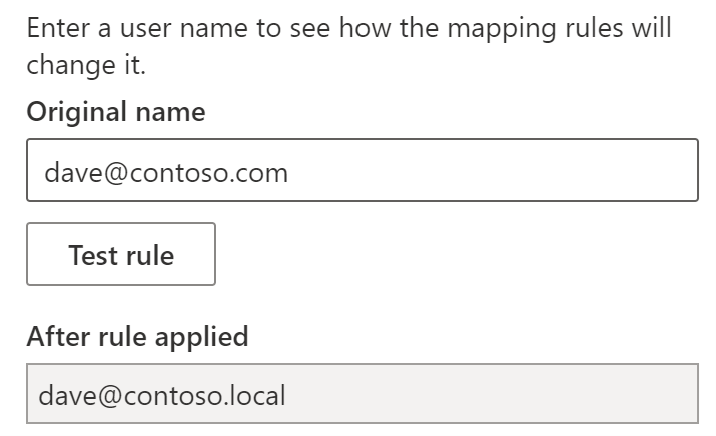 Enter a user name to see how the mapping rules will
change it.
Original name
dave@contoso.com
Test rule
After rule applied
dave@contoso.local